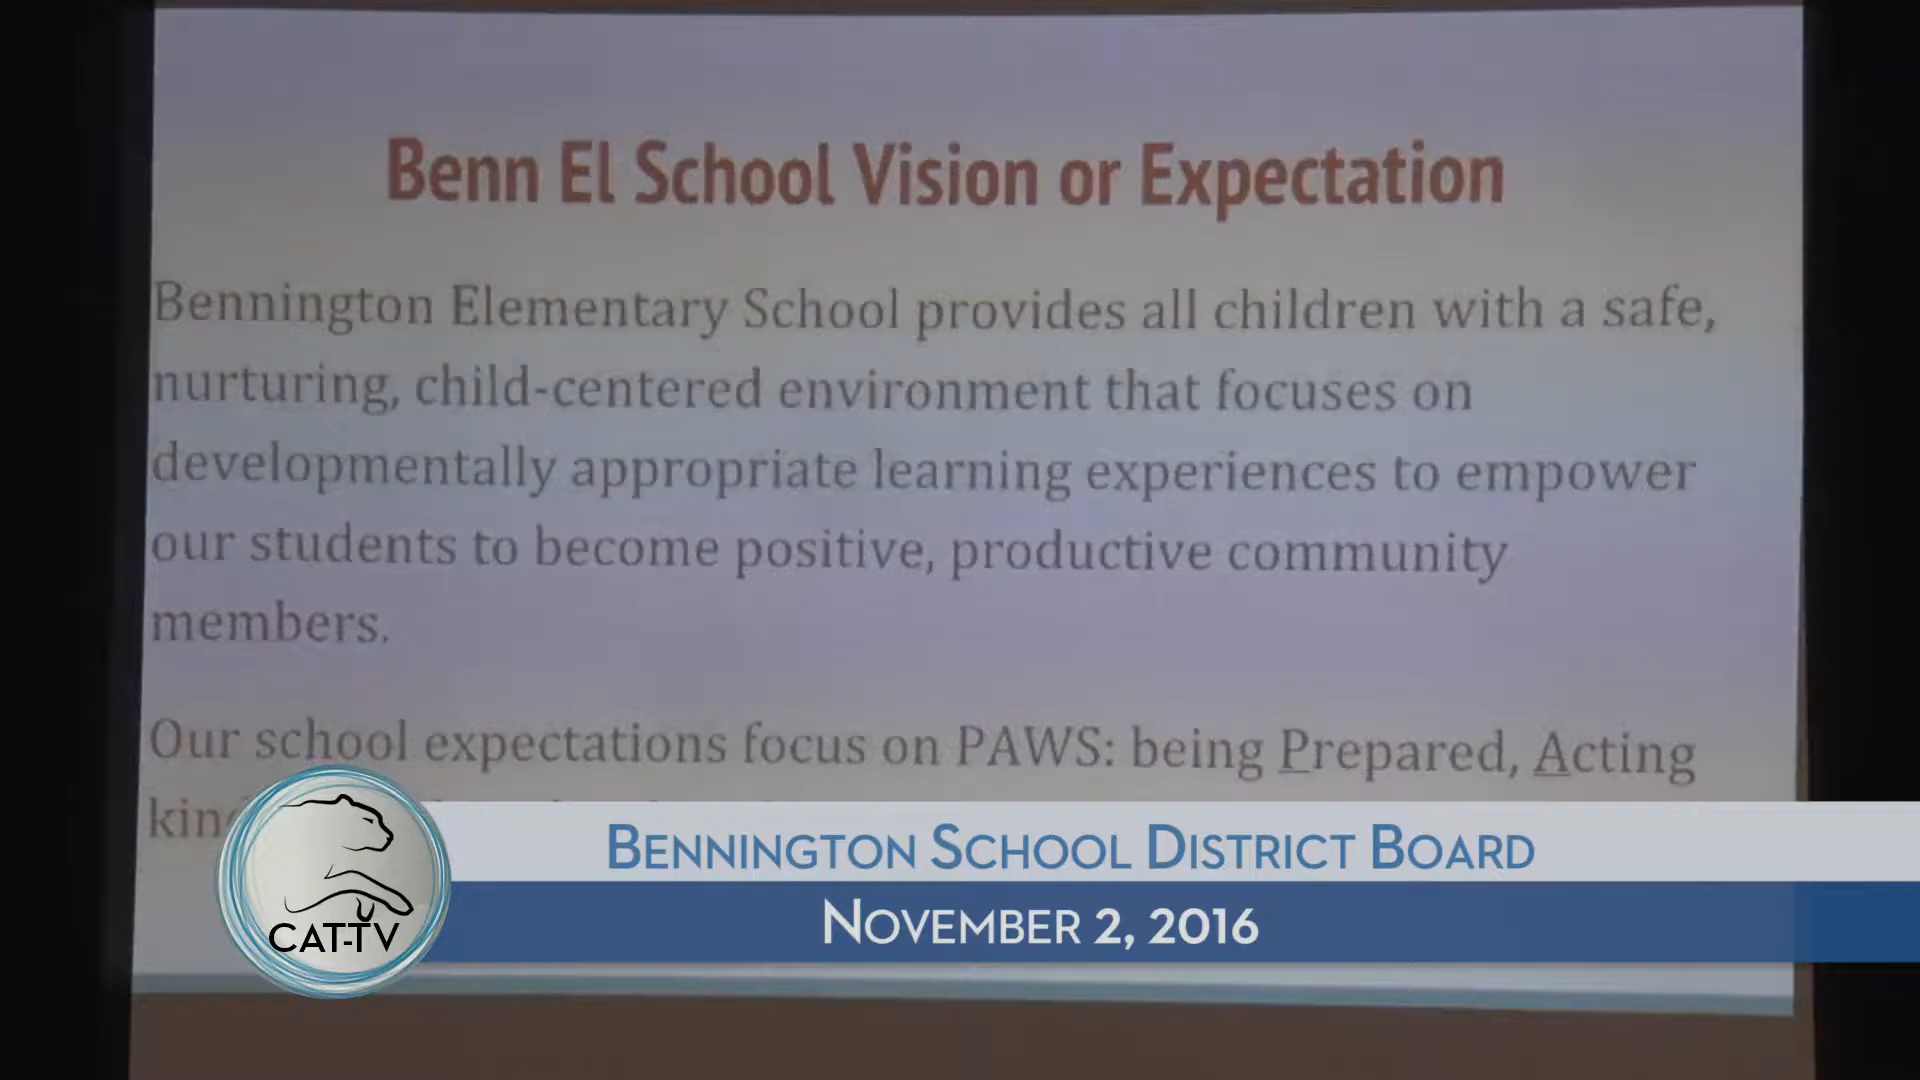 Benn El School Vision or Expectation
Bennington Elementary School provides all children with a safe,
nurturing, child-centered environment that focuses on
developmentally appropriate learning experiences to empower
our students to become positive, productive community
members.
Our school expectations focus on PAWS: being Prepared, Acting
BENNINGTON SCHOOL DISTRICT BOARD
NOVEMBER 2, 2016
CAT-TV